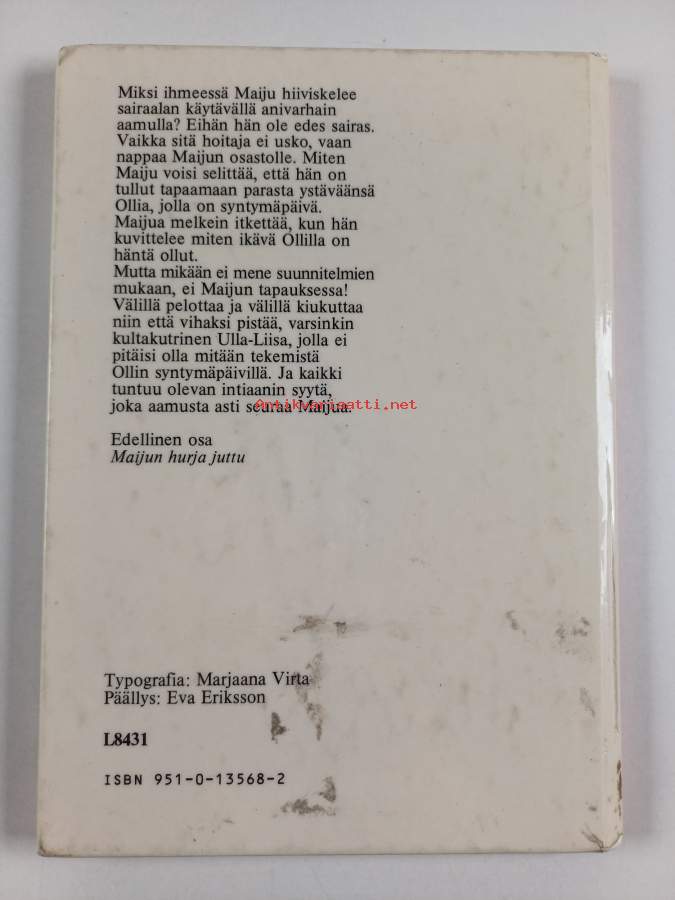 Miksi ihmeessä Maiju hiiviskelee
sairaalan käytävällä anivarhain
aamulla? Eihän hän ole edes sairas.
Vaikka sitä hoitaja ei usko, vaan
nappaa Maijun osastolle. Miten
Maiju voisi selittää, että hän on
tullut tapaamaan parasta ystäväänsä
Ollia, jolla on syntymäpäivä.
Maijua melkein itkettää, kun hän
kuvittelee miten ikävä Ollilla on
häntä ollut.
Mutta mikään ei mene suunnitelmien
mukaan, ei Maijun tapauksessa!
Välillä pelottaa ja välillä kiukuttaa
niin että vihaksi pistää, varsinkin
kultakutrinen Ulla-Liisa, jolla ei
pitäisi olla mitään tekemistä
Ollin syntymäpäivillä. Ja kaikki
tuntuu olevan intiaanin syytä,
joka aamusta asti seuraa Maijua.
Antikvariaatti.net
Edellinen osa
Maijun hurja juttu
Typografia: Marjaana Virta
Päällys: Eva Eriksson
L8431
ISBN 951-0-13568-2